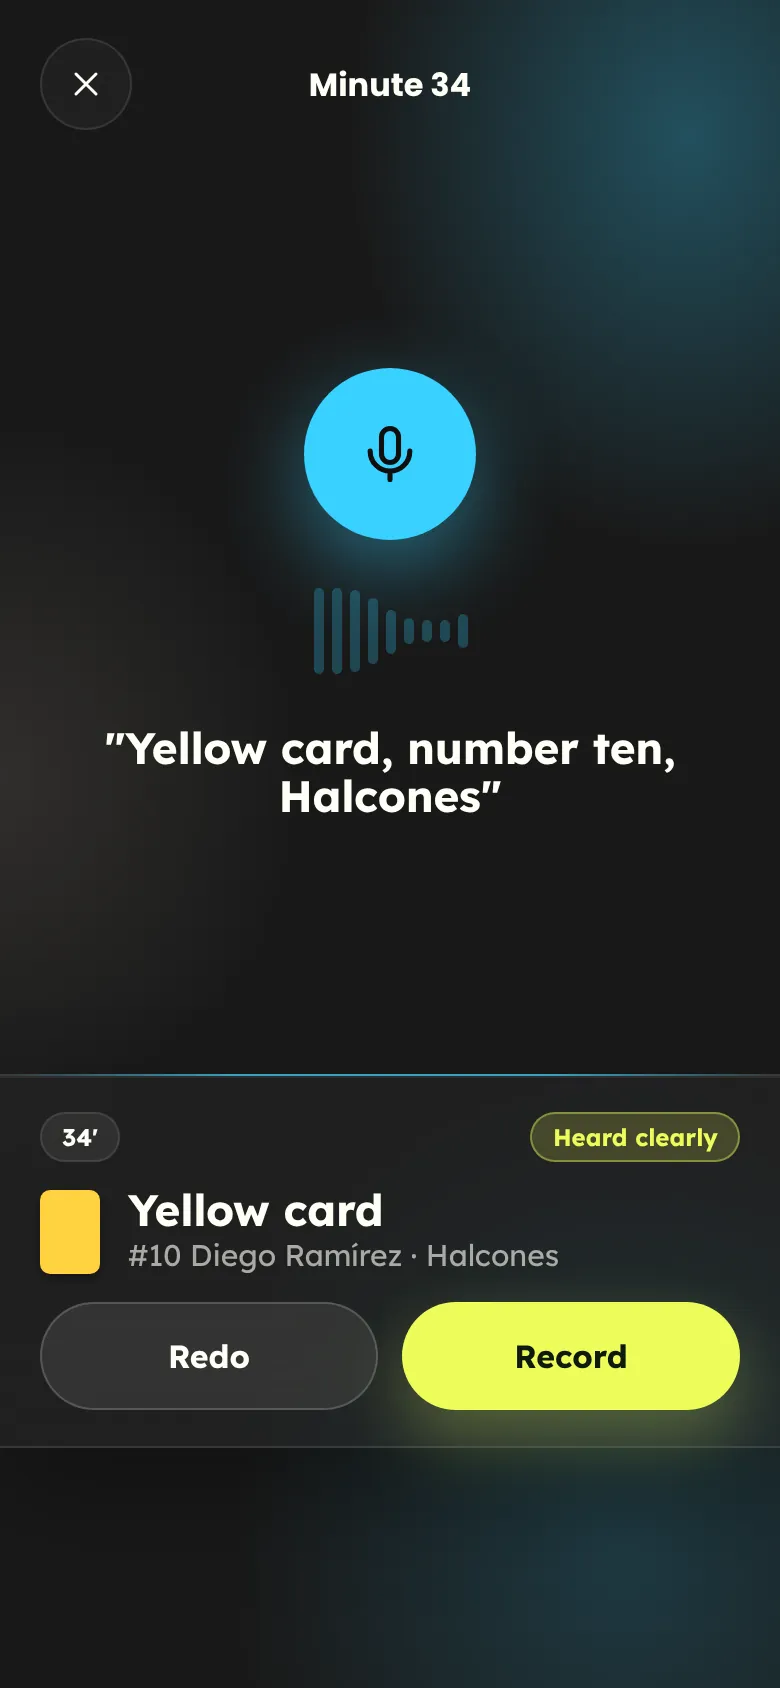 Minute 34
"Yellow card, number ten,
Halcones"
34′
Heard clearly
Yellow card
#10 Diego Ramírez · Halcones
Redo
Record